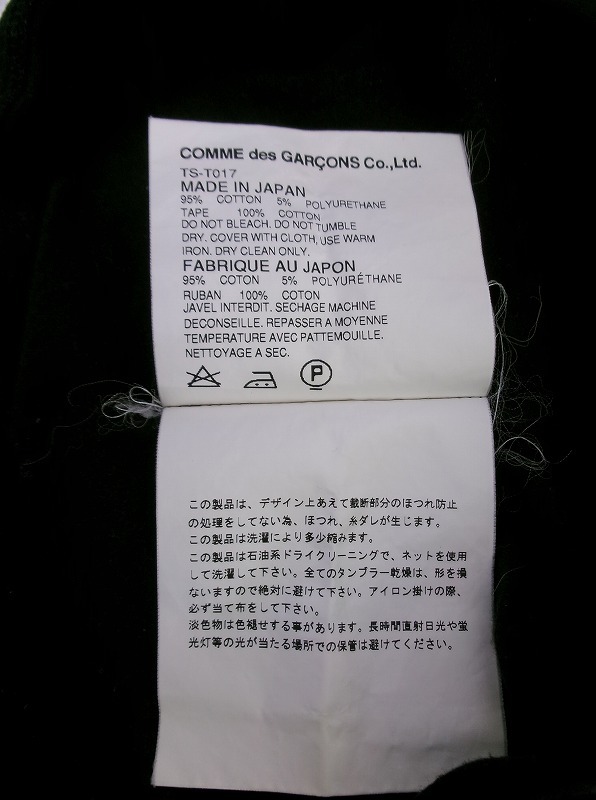 COMME des GARÇONS Co.,Ltd.
TS-T017
MADE IN JAPAN
95% COTTON 5% POLYURETHANE
TAPE 100% COTTON
DO NOT BLEACH. DO NOT TUMBLE
DRY. COVER WITH CLOTH, USE WARM
IRON. DRY CLEAN ONLY.
FABRIQUE AU JAPON
95% COTON 5% POLYURÉTHANE
RUBAN 100% COTON
JAVEL INTERDIT. SECHAGE MACHINE
DECONSEILLE. REPASSER A MOYENNE
TEMPERATURE AVEC PATTEMOUILLE.
NETTOYAGE A SEC.
P
この製品は、デザイン上あえて裁断部分のほつれ防止
の処理をしてない為、ほつれ、糸ダレが生じます。
この製品は洗濯により多少縮みます。
この製品は石油系ドライクリーニングで、ネットを使用
して洗濯して下さい。全てのタンブラー乾燥は、形を損
ないますので絶対に避けて下さい。アイロン掛けの際、
必ず当て布をして下さい。
淡色物は色褪せする事があります。長時間直射日光や蛍
光灯等の光が当たる場所での保管は避けてください。